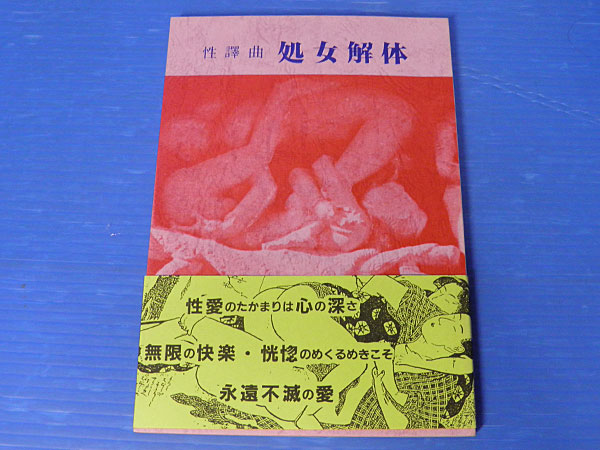 性譯曲 処女解体
性愛のたかまりは心の深さ
無限の快楽・恍惚のめくるめきこそ
永遠不滅の愛